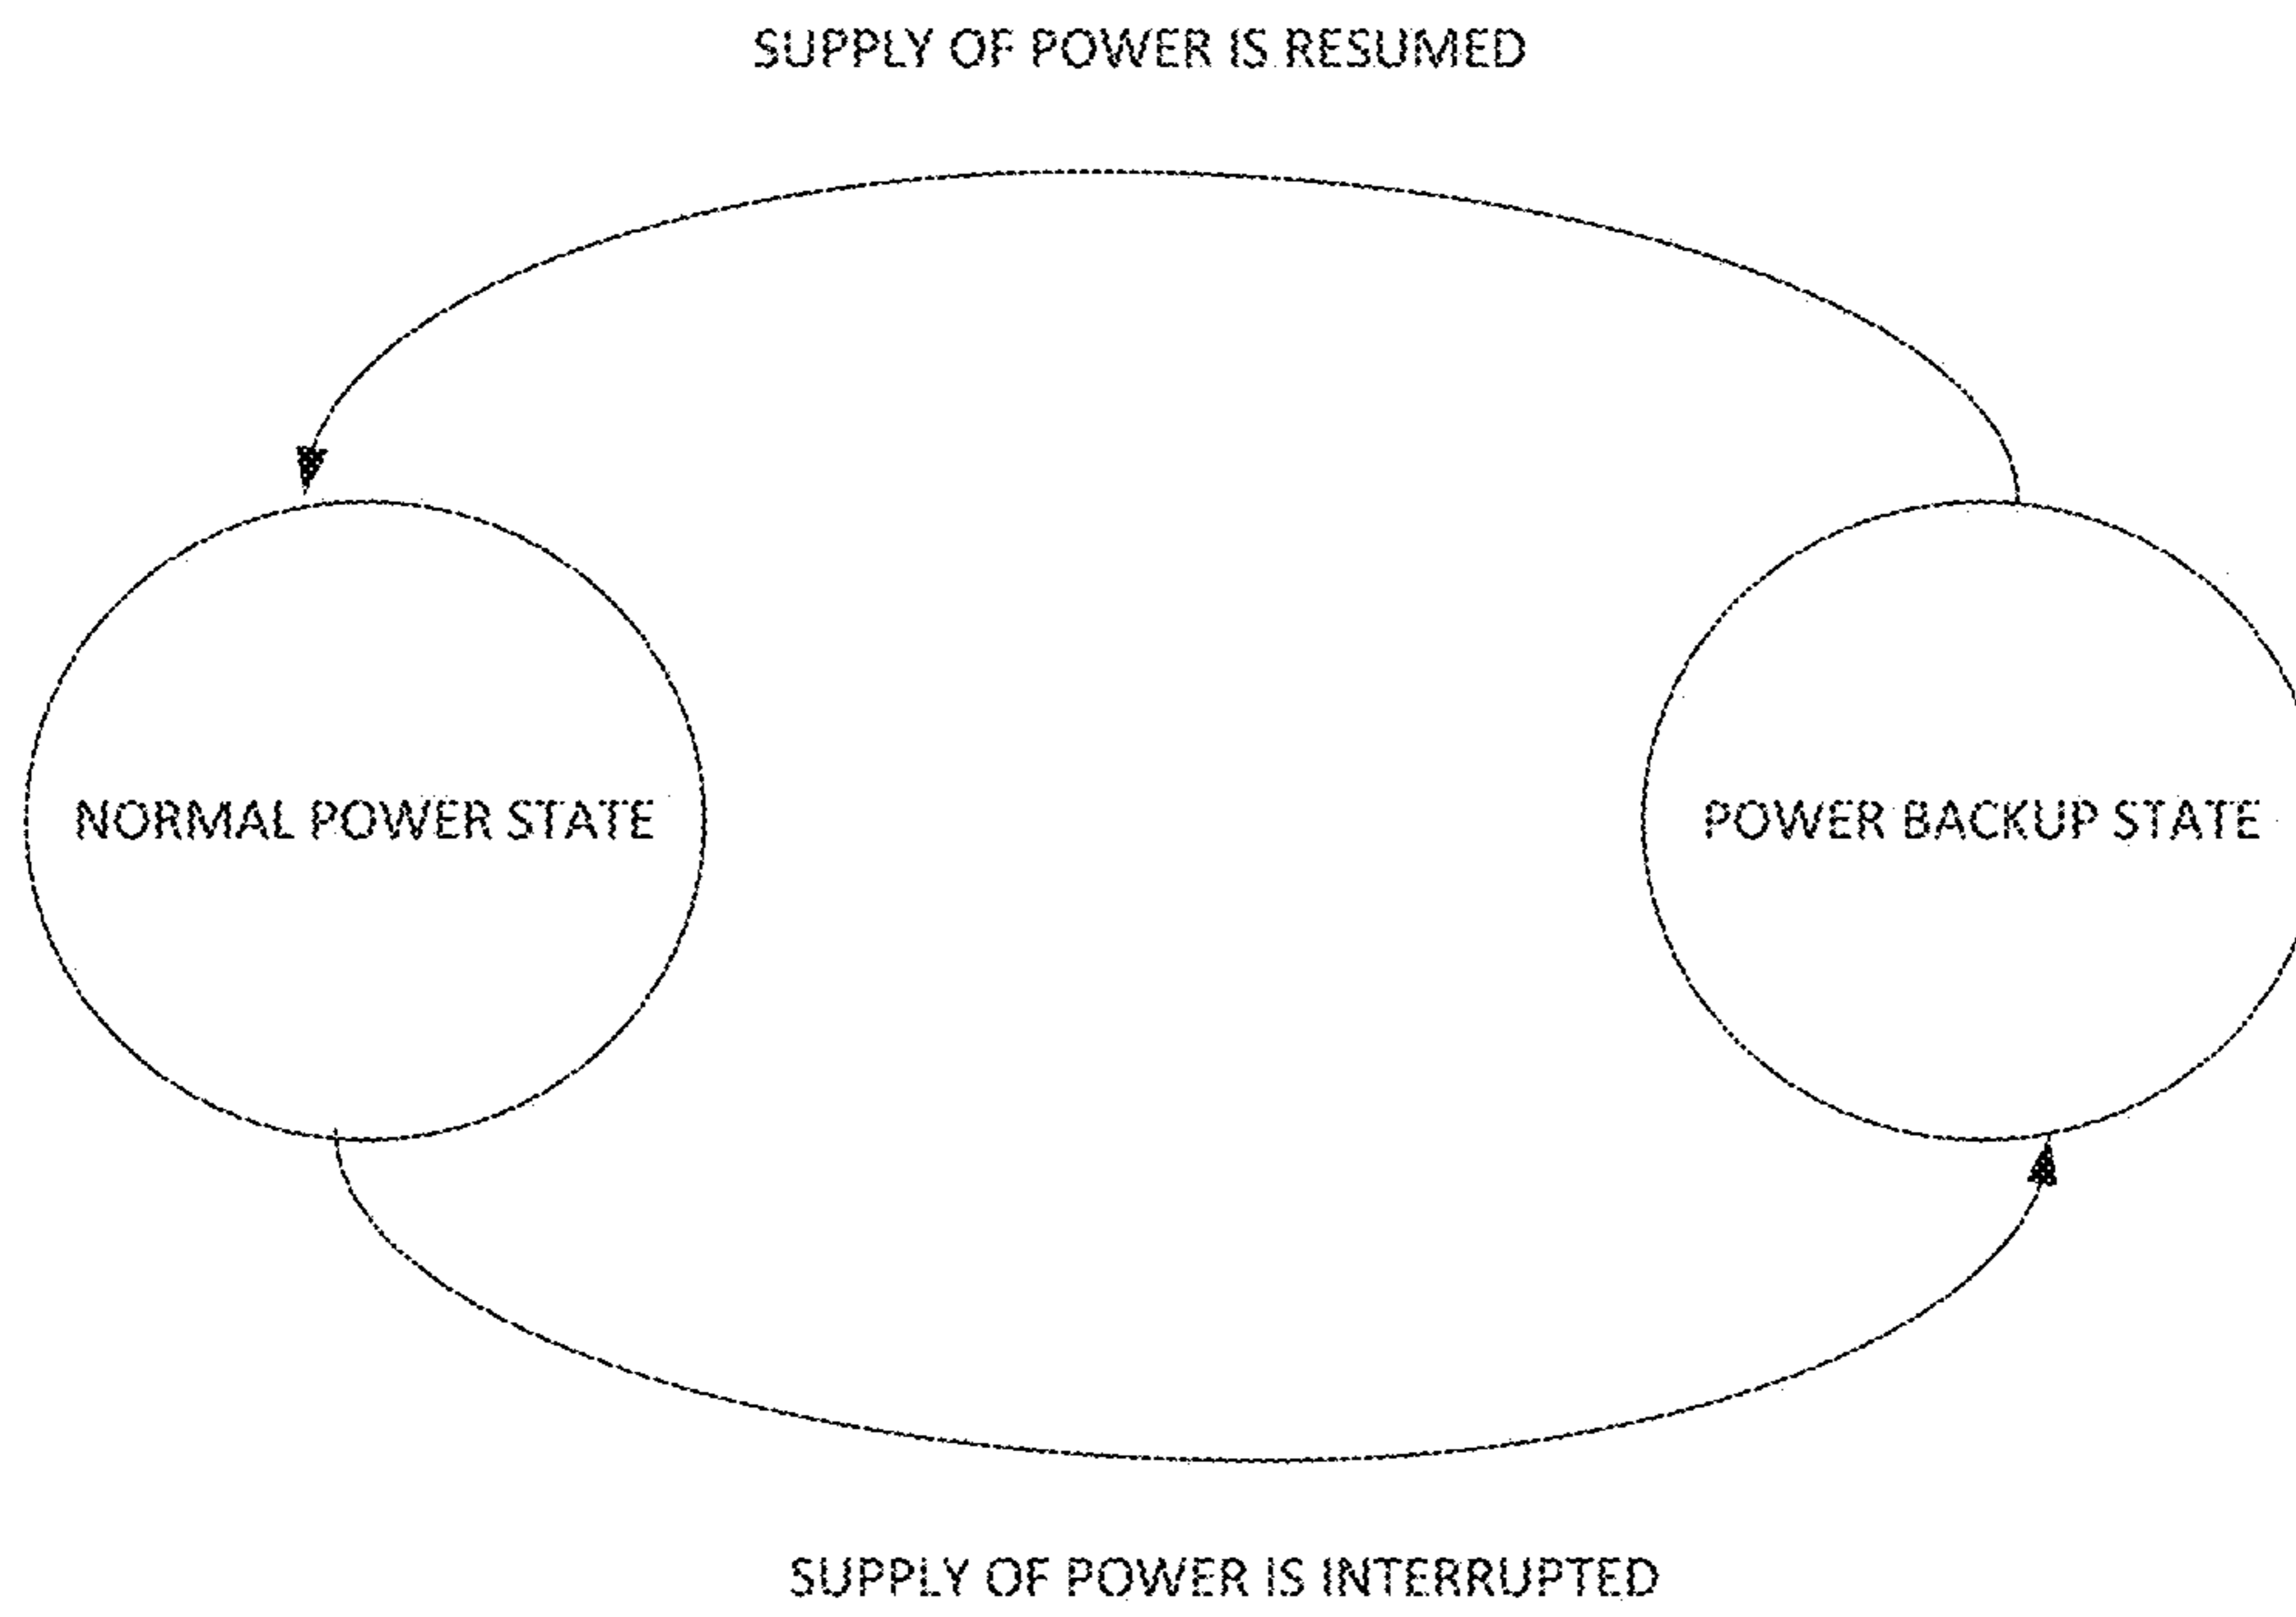 SUPPLY OF POWER IS RESUMED
NORMAL POWER STATE
POWER BACKUP STATE
SUPPLY OF POWER IS INTERRUPTED